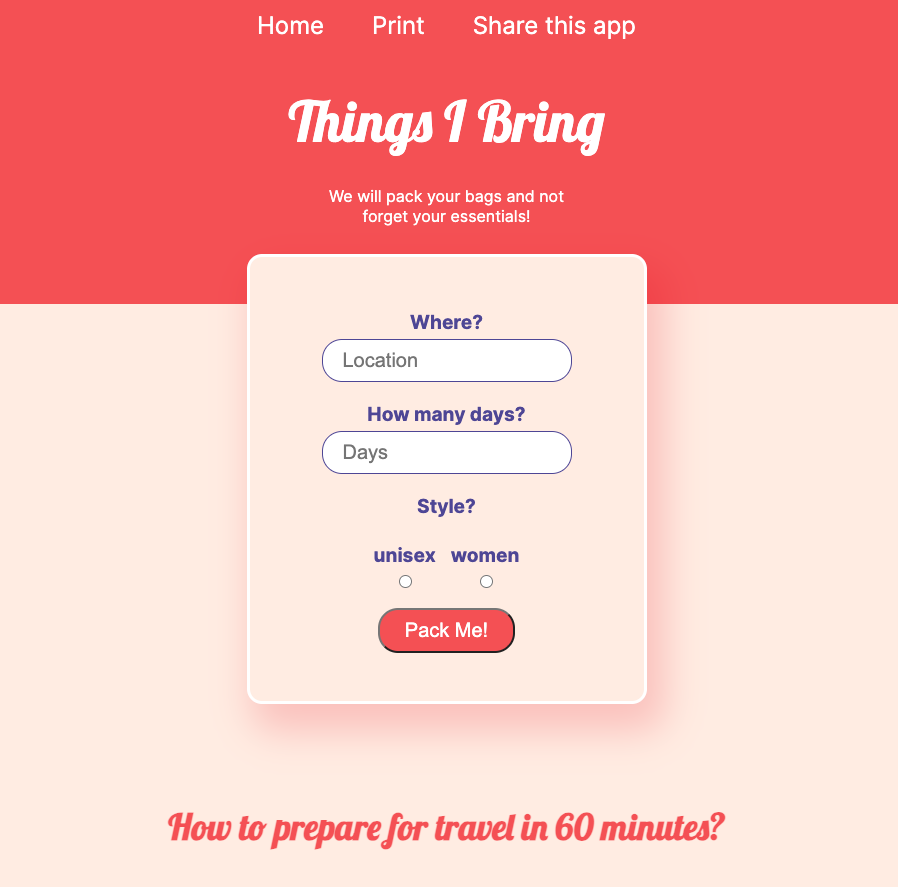 Home Print Share this app
Things I Bring
We will pack your bags and not
forget your essentials!
Where?
Location
How many days?
Days
Style?
unisex women
Pack Me!
How to prepare for travel in 60 minutes?